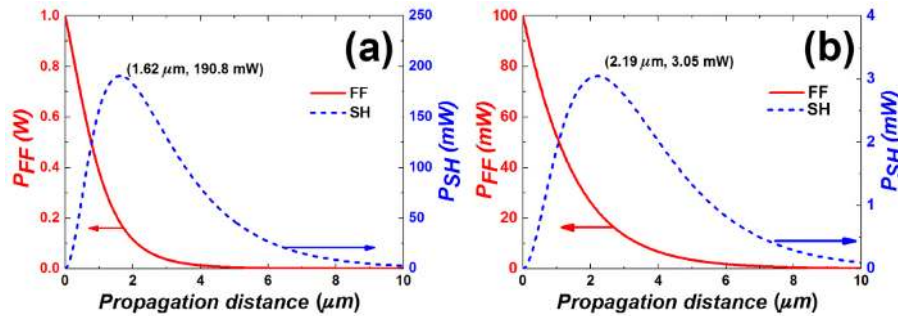 (a)
(1.62 μm, 190.8 mW)
FF
SH
P_FF (W)
1.0
0.8
0.6
0.4
0.2
0.0
P_SH (mW)
250
200
150
100
50
0
0 2 4 6 8 10
Propagation distance (μm)
(b)
(2.19 μm, 3.05 mW)
FF
SH
P_FF (mW)
100
80
60
40
20
0
P_SH (mW)
4
3
2
1
0
0 2 4 6 8 10
Propagation distance (μm)